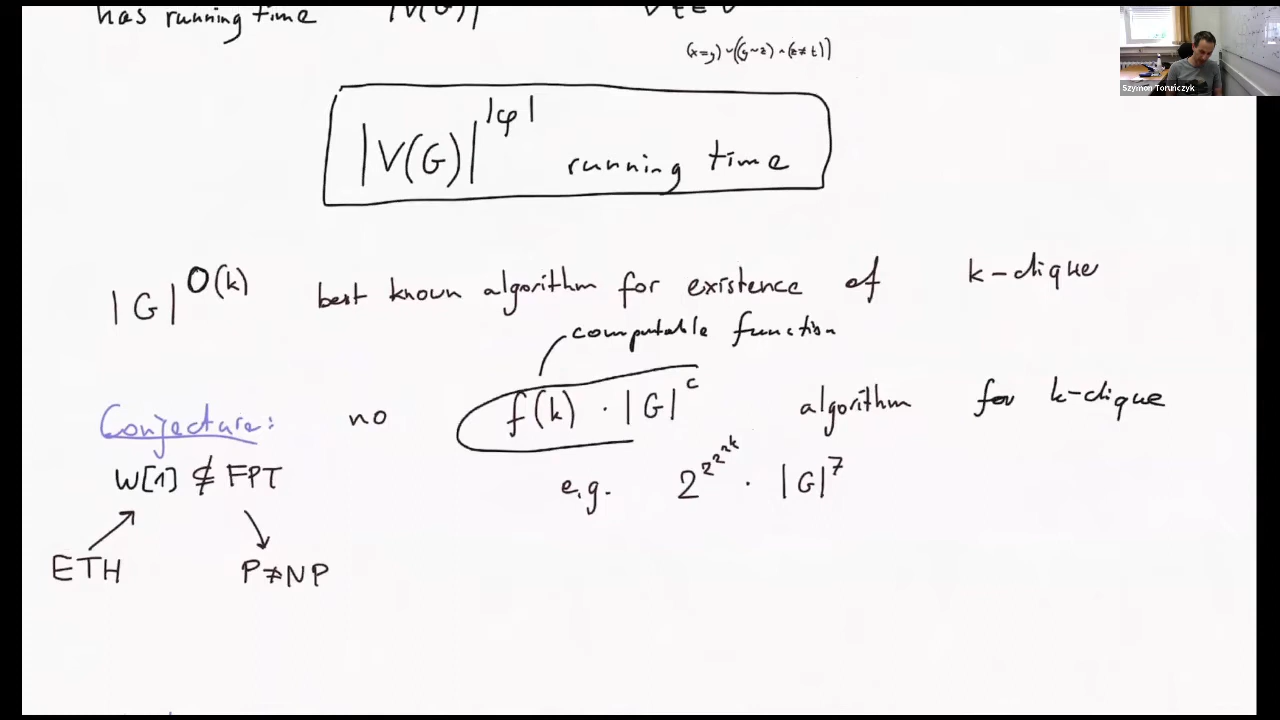 has running time |V(G)|
(x=y) ∨ ((y~z) ∧ (z≠t))
Szymon Toruńczyk
|V(G)|^|φ| running time
|G|^O(k) best known algorithm for existence of k-clique
computable function
Conjecture: no f(k) · |G|^c algorithm for k-clique
W[1] ⊄ FPT
e.g. 2^2^2^2^k · |G|^7
ETH P≠NP